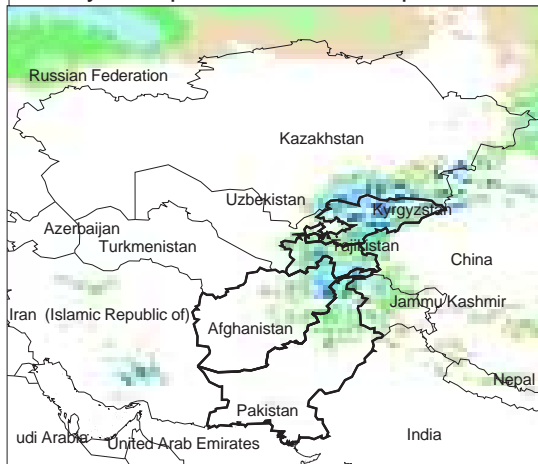 Russian Federation
Kazakhstan
Uzbekistan
Kyrgyzstan
Azerbaijan
Turkmenistan
Tajikistan
China
Jammu Kashmir
Iran (Islamic Republic of)
Afghanistan
Nepal
Pakistan
udi Arabia
United Arab Emirates
India